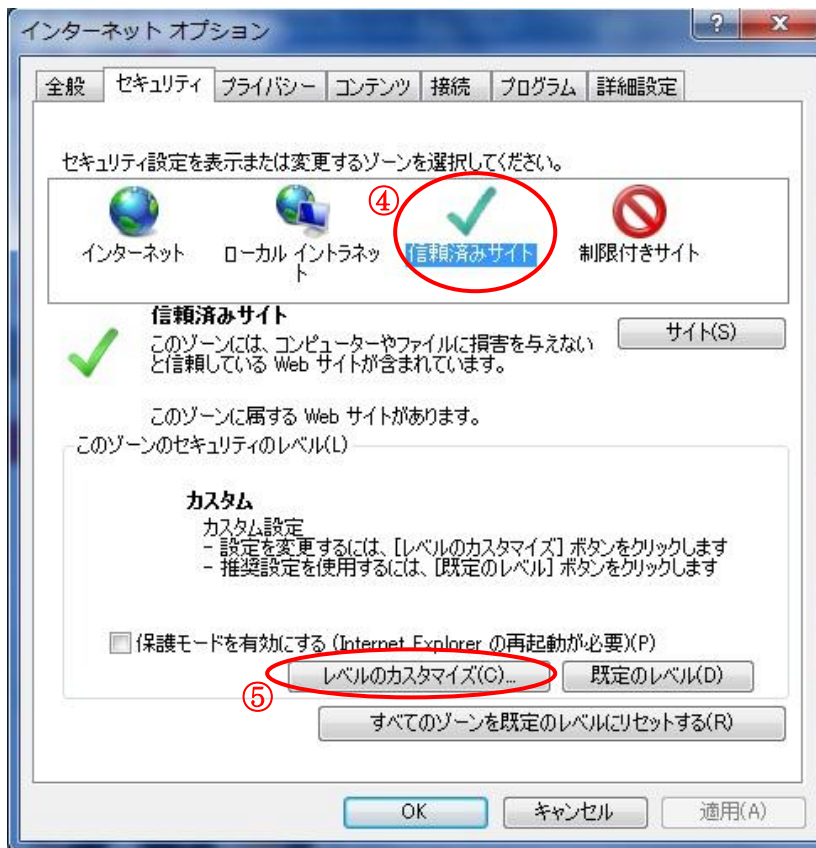 インターネット オプション
全般 セキュリティ プライバシー コンテンツ 接続 プログラム 詳細設定
セキュリティ設定を表示または変更するゾーンを選択してください。
④
インターネット
ローカル イントラネッ
ト
信頼済みサイト
制限付きサイト
信頼済みサイト
このゾーンには、コンピューターやファイルに損害を与えない
と信頼している Web サイトが含まれています。
サイト(S)
このゾーンに属する Web サイトがあります。
このゾーンのセキュリティのレベル(L)
カスタム
カスタム設定
- 設定を変更するには、[レベルのカスタマイズ] ボタンをクリックします
- 推奨設定を使用するには、[既定のレベル] ボタンをクリックします
保護モードを有効にする (Internet Explorer の再起動が必要)(P)
⑤
レベルのカスタマイズ(C)... 既定のレベル(D)
すべてのゾーンを既定のレベルにリセットする(R)
OK キャンセル 適用(A)